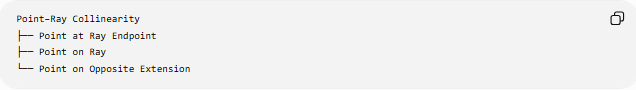 Point–Ray Collinearity
├── Point at Ray Endpoint
├── Point on Ray
└── Point on Opposite Extension